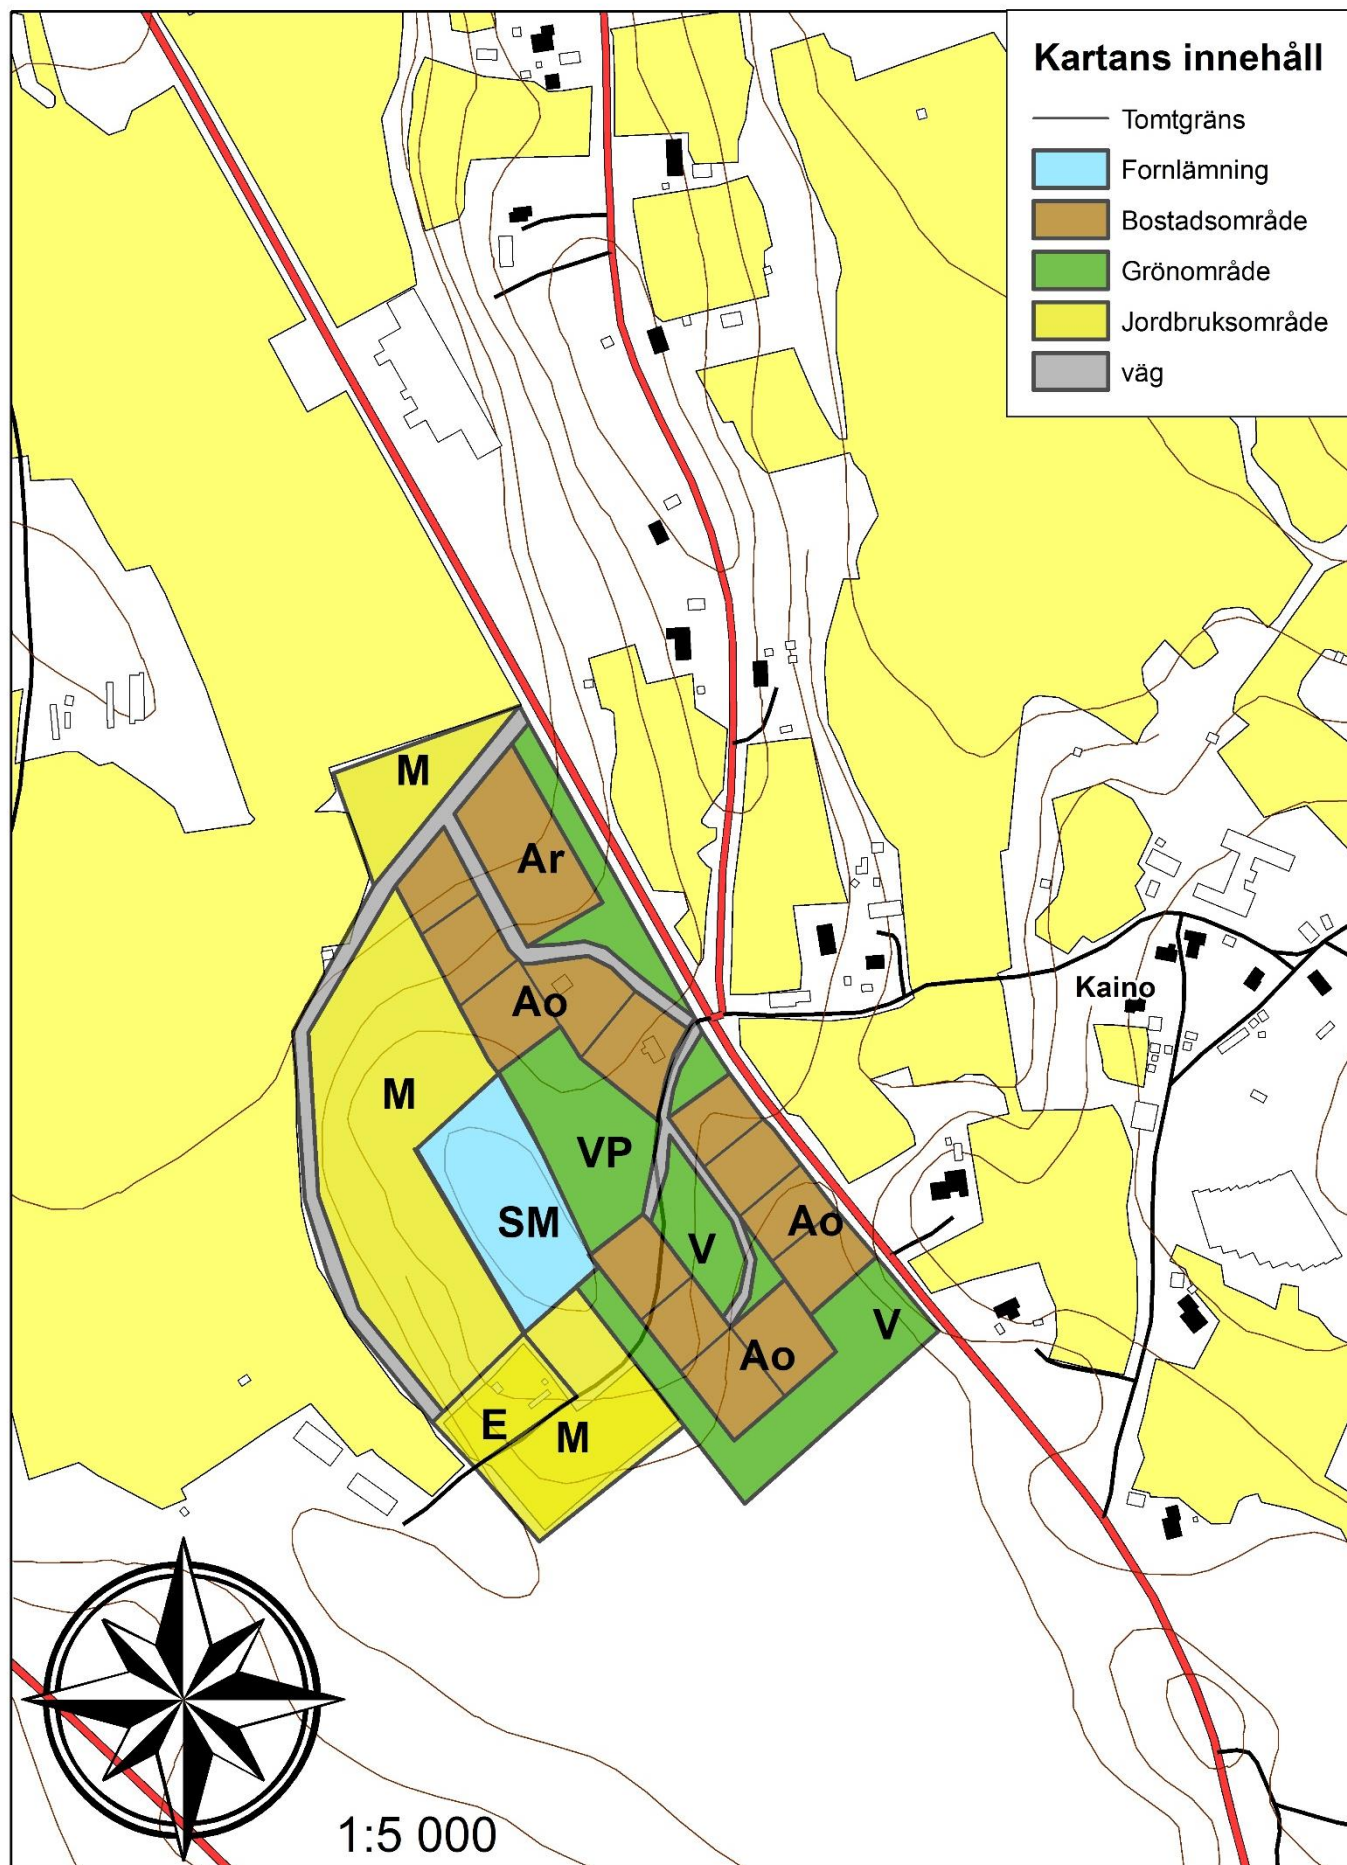 Kartans innehåll
Tomtgräns
Fornlämning
Bostadsområde
Grönområde
Jordbruksområde
väg
M
Ar
Ao
Kaino
M
VP
SM
V
Ao
V
Ao
E
M
1:5 000